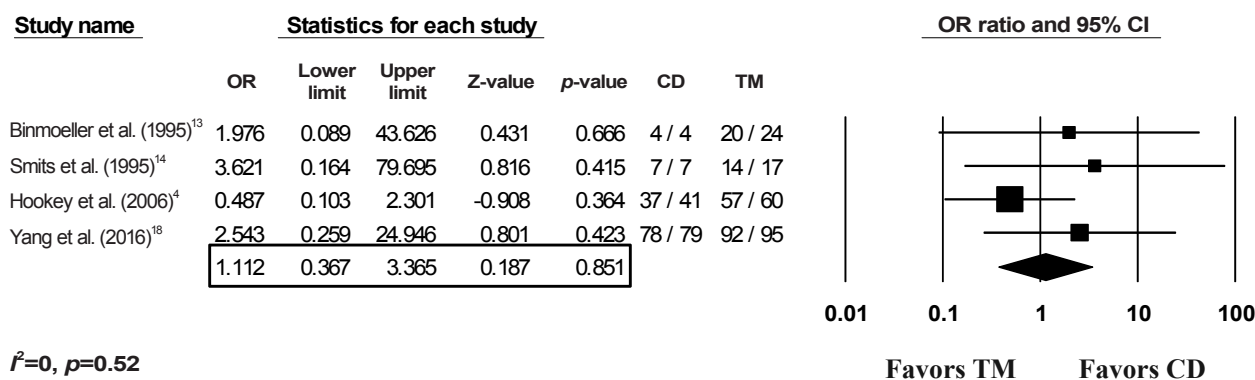 Study name Statistics for each study OR ratio and 95% CI
OR Lower limit Upper limit Z-value p-value CD TM
Binmoeller et al. (1995)13 1.976 0.089 43.626 0.431 0.666 4 / 4 20 / 24
Smits et al. (1995)14 3.621 0.164 79.695 0.816 0.415 7 / 7 14 / 17
Hookey et al. (2006)4 0.487 0.103 2.301 -0.908 0.364 37 / 41 57 / 60
Yang et al. (2016)18 2.543 0.259 24.946 0.801 0.423 78 / 79 92 / 95
1.112 0.367 3.365 0.187 0.851
0.01 0.1 1 10 100
I2=0, p=0.52 Favors TM Favors CD